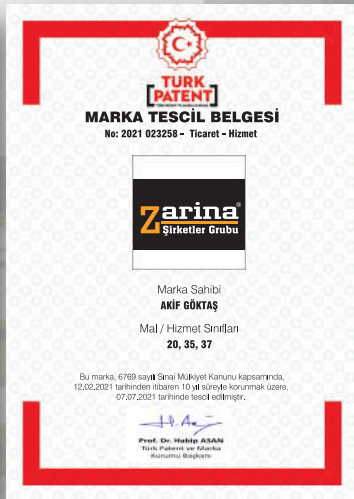 TÜRK
PATENT
MARKA TESCİL BELGESİ
No: 2021 023258 – Ticaret – Hizmet
Zarina®
Şirketler Grubu
Marka Sahibi
AKİF GÖKTAŞ
Mal / Hizmet Sınıfları
20, 35, 37
Bu marka, 6769 sayılı Sınai Mülkiyet Kanunu kapsamında,
12.02.2021 tarihinden itibaren 10 yıl süreyle korunmak üzere,
07.07.2021 tarihinde tescil edilmiştir.
Prof. Dr. Habip ASAN
Türk Patent ve Marka
Kurumu Başkanı